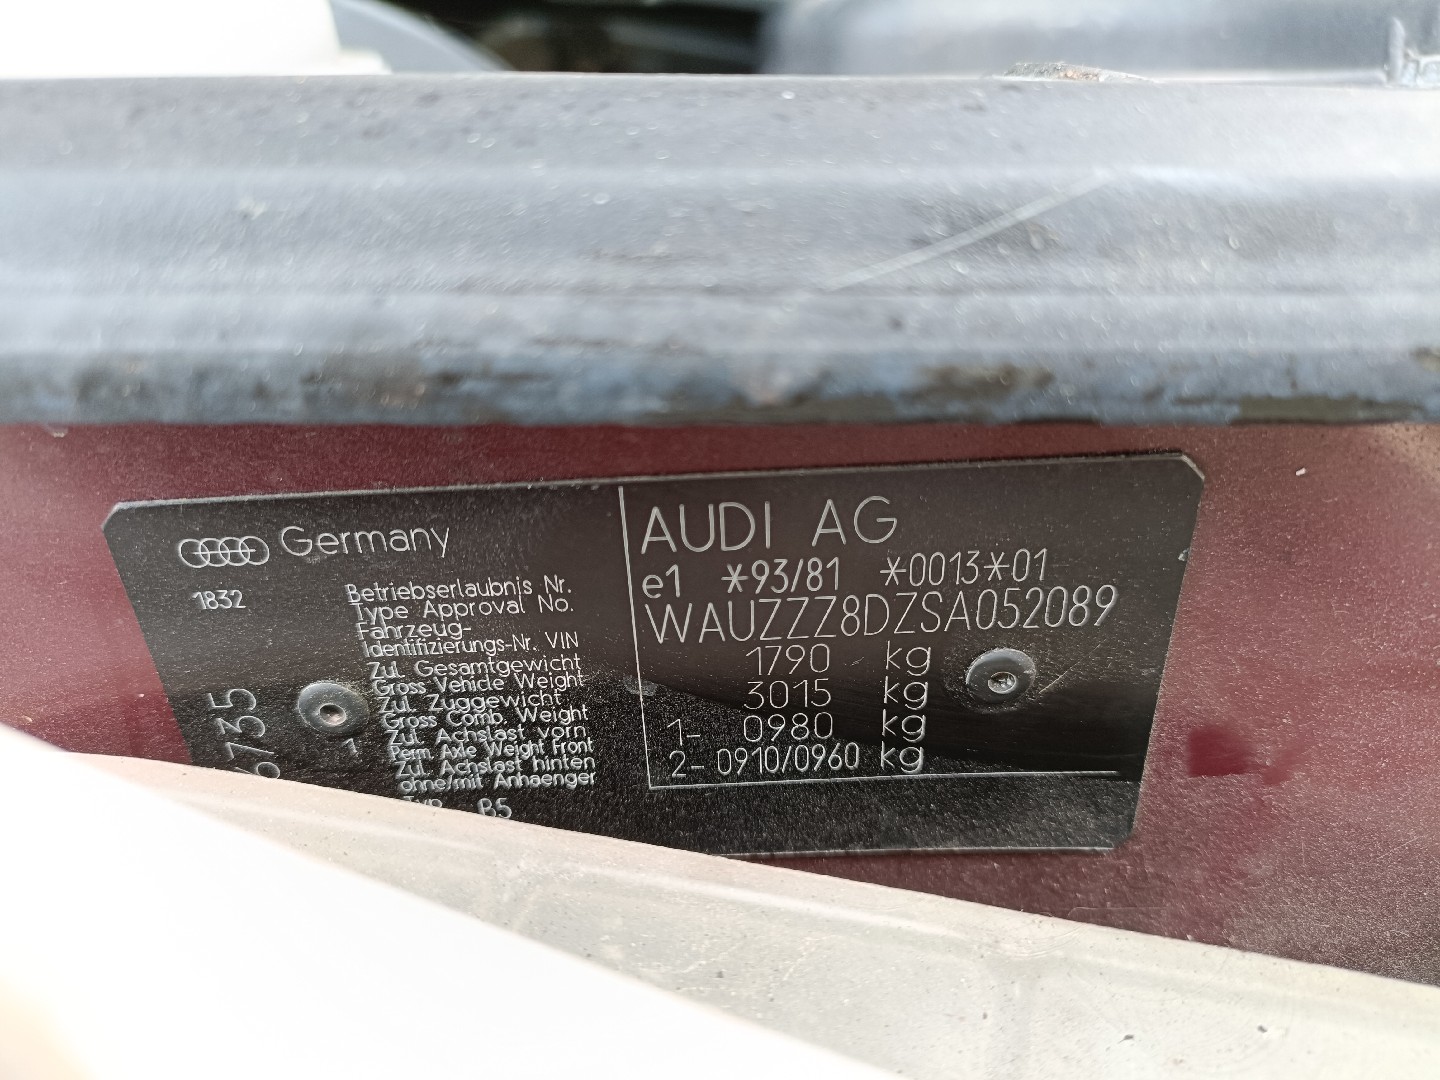 Germany
1832
Betriebserlaubnis Nr.
Type Approval No.
Fahrzeug-
Identifizierungs-Nr. VIN
Zul. Gesamtgewicht
Gross Vehicle Weight
Zul. Zuggewicht
Gross Comb. Weight
Zul. Achslast vorn
Perm. Axle Weight Front
Zul. Achslast hinten
ohne/mit Anhaenger
Typ B5
AUDI AG
e1 *93/81 *0013*01
WAUZZZ8DZSA052089
1790 kg
3015 kg
1- 0980 kg
2- 0910/0960 kg
6735